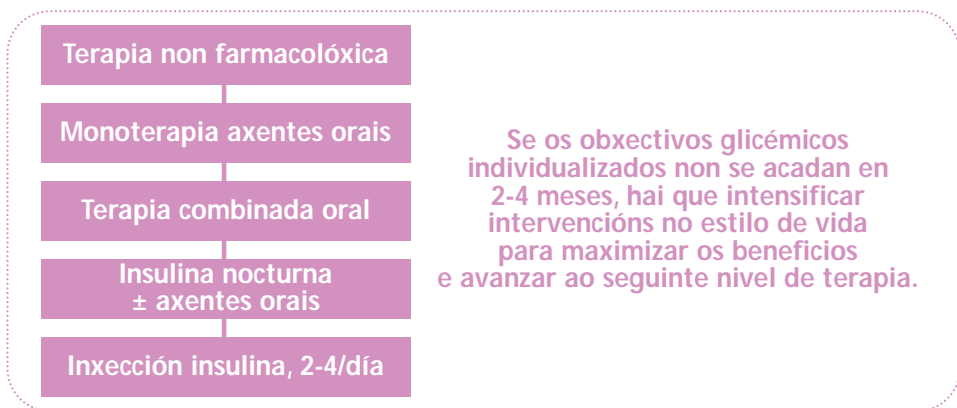 Terapia non farmacolóxica
Monoterapia axentes orais
Terapia combinada oral
Insulina nocturna
± axentes orais
Inxección insulina, 2-4/día
Se os obxectivos glicémicos
individualizados non se acadan en
2-4 meses, hai que intensificar
intervencións no estilo de vida
para maximizar os beneficios
e avanzar ao seguinte nivel de terapia.